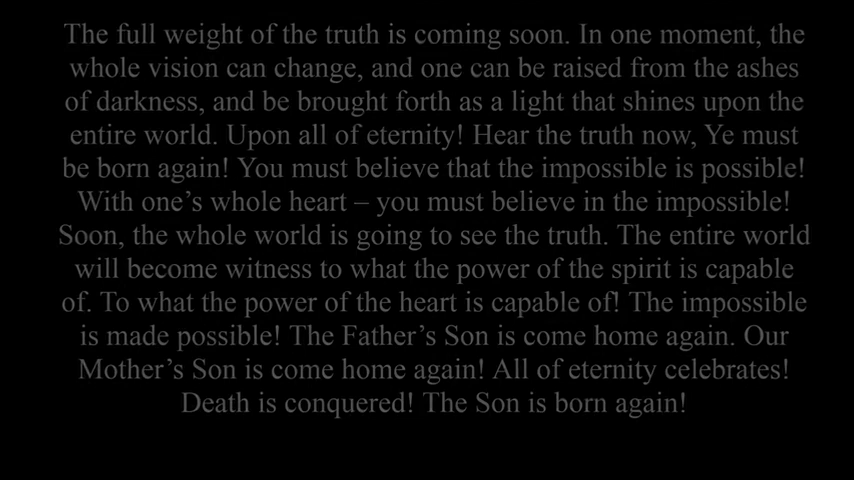 The full weight of the truth is coming soon. In one moment, the
whole vision can change, and one can be raised from the ashes
of darkness, and be brought forth as a light that shines upon the
entire world. Upon all of eternity! Hear the truth now, Ye must
be born again! You must believe that the impossible is possible!
With one’s whole heart – you must believe in the impossible!
Soon, the whole world is going to see the truth. The entire world
will become witness to what the power of the spirit is capable
of. To what the power of the heart is capable of! The impossible
is made possible! The Father’s Son is come home again. Our
Mother’s Son is come home again! All of eternity celebrates!
Death is conquered! The Son is born again!